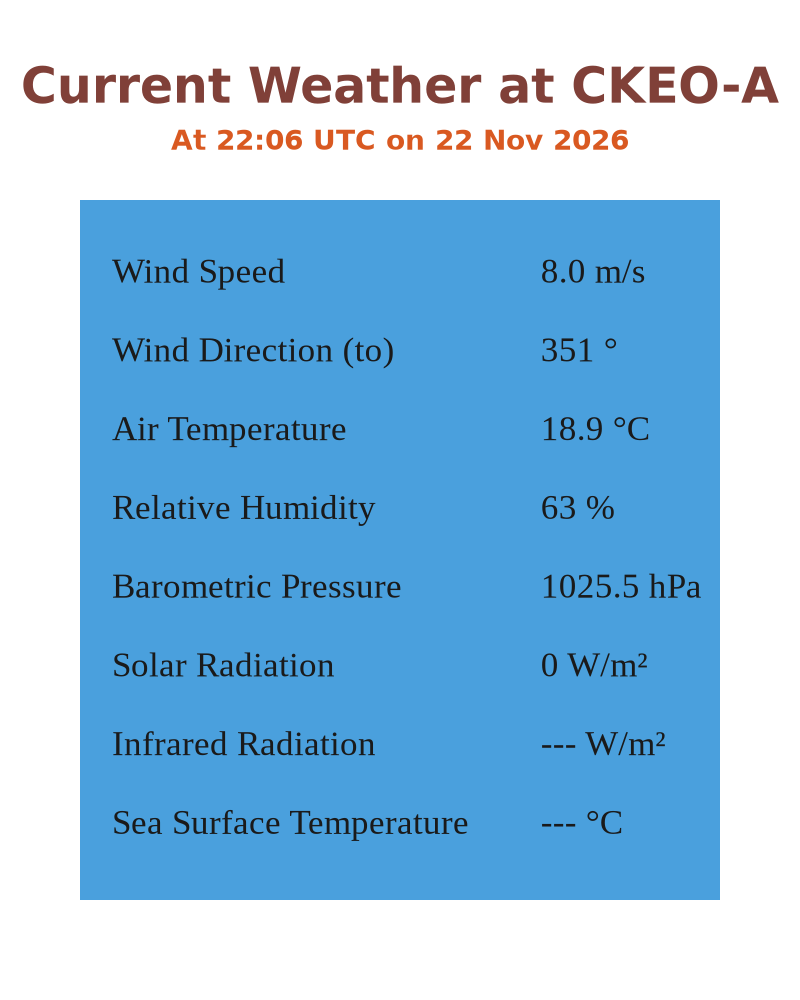 Current Weather at CKEO-A
At 22:06 UTC on 22 Nov 2026
Wind Speed 8.0 m/s
Wind Direction (to) 351 °
Air Temperature 18.9 °C
Relative Humidity 63 %
Barometric Pressure 1025.5 hPa
Solar Radiation 0 W/m²
Infrared Radiation --- W/m²
Sea Surface Temperature --- °C